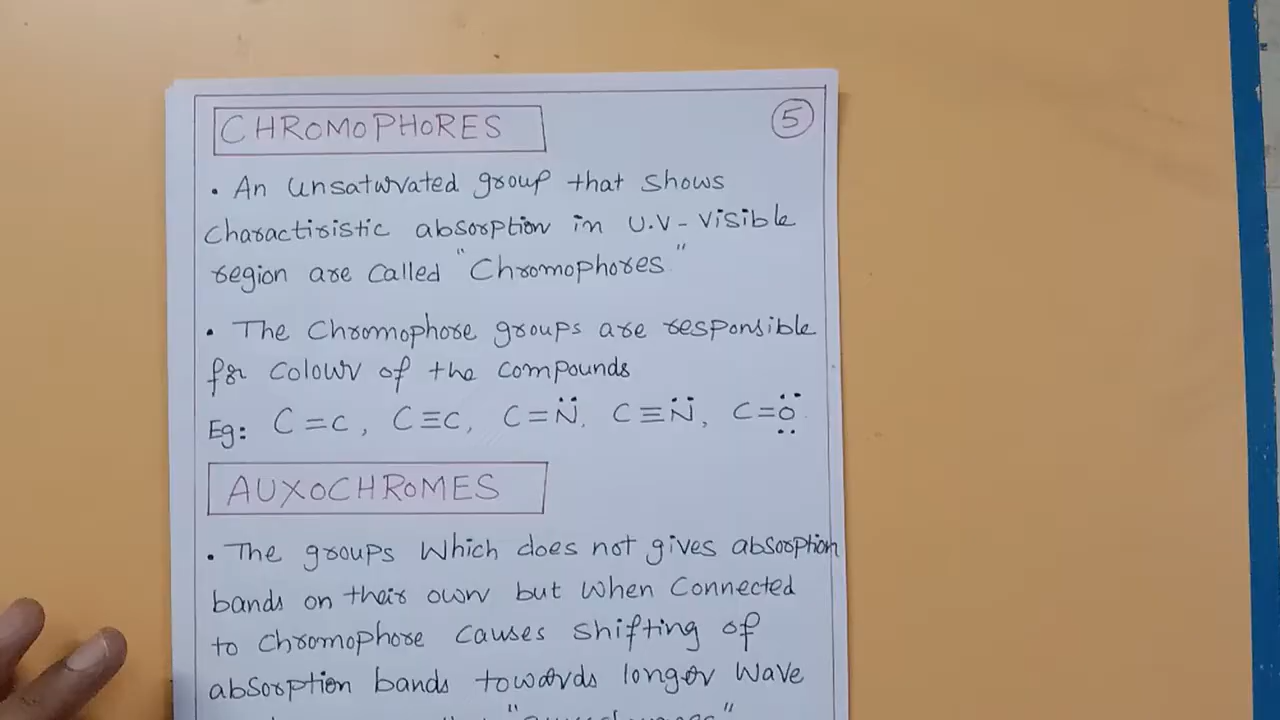 CHROMOPHORES
5
• An unsaturated group that shows
charactiristic absorption in U.V - Visible
region are called "Chromophores"
• The Chromophore groups are responsible
for colour of the compounds
Eg: C=C, C≡C, C=N̈, C≡N̈, C=Ö
AUXOCHROMES
• The groups which does not gives absorption
bands on their own but when connected
to chromophore causes shifting of
absorption bands towards longer wave